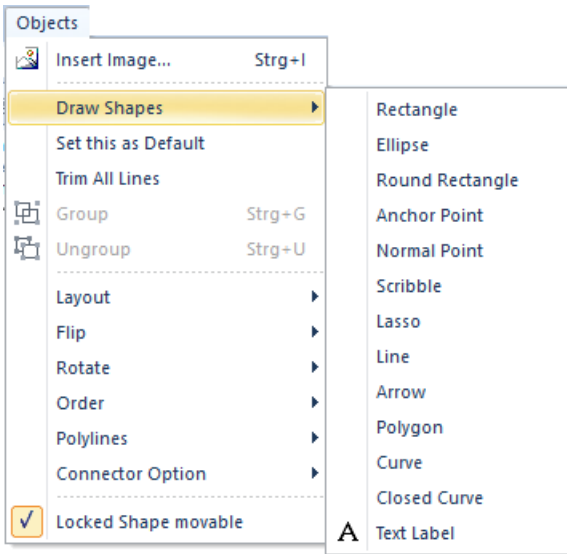 Objects
Insert Image... Strg+I
Draw Shapes
Set this as Default
Trim All Lines
Group Strg+G
Ungroup Strg+U
Layout
Flip
Rotate
Order
Polylines
Connector Option
Locked Shape movable
Rectangle
Ellipse
Round Rectangle
Anchor Point
Normal Point
Scribble
Lasso
Line
Arrow
Polygon
Curve
Closed Curve
A Text Label